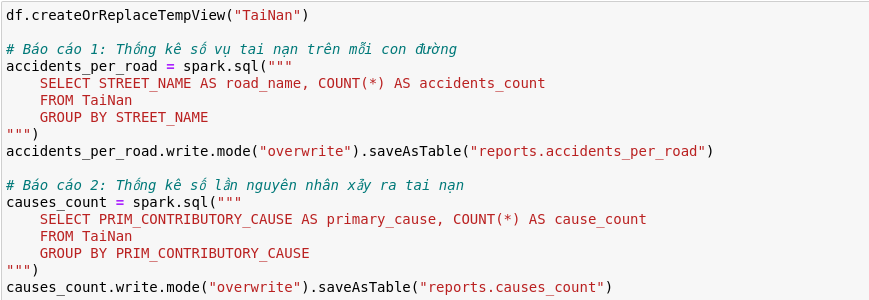 df.createOrReplaceTempView("TaiNan")
# Báo cáo 1: Thống kê số vụ tai nạn trên mỗi con đường
accidents_per_road = spark.sql("""
    SELECT STREET_NAME AS road_name, COUNT(*) AS accidents_count
    FROM TaiNan
    GROUP BY STREET_NAME
""")
accidents_per_road.write.mode("overwrite").saveAsTable("reports.accidents_per_road")
# Báo cáo 2: Thống kê số lần nguyên nhân xảy ra tai nạn
causes_count = spark.sql("""
    SELECT PRIM_CONTRIBUTORY_CAUSE AS primary_cause, COUNT(*) AS cause_count
    FROM TaiNan
    GROUP BY PRIM_CONTRIBUTORY_CAUSE
""")
causes_count.write.mode("overwrite").saveAsTable("reports.causes_count")